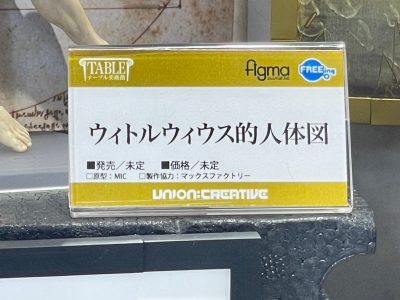 TABLE
テーブル美術館
figma
FREEing
ウィトルウィウス的人体図
■発売／未定 ■価格／未定
□原型：MIC □製作協力：マックスファクトリー
UNION:CREATIVE